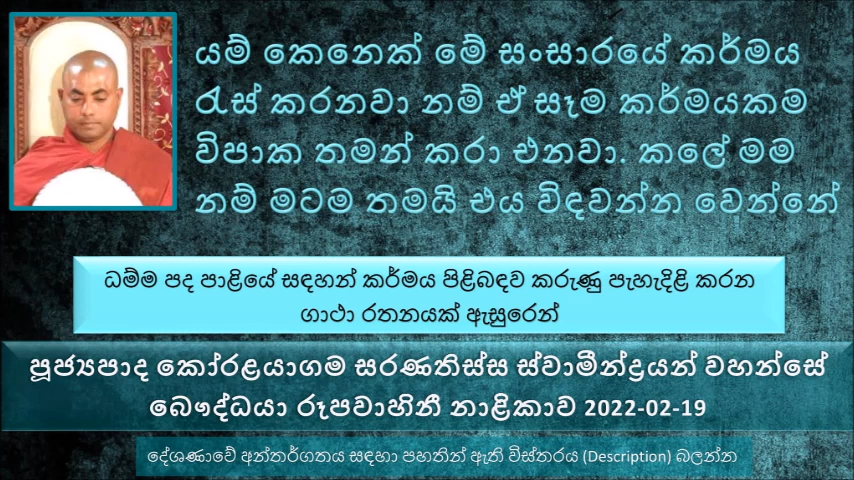 යම් කෙනෙක් මේ සංසාරයේ කර්මය
රැස් කරනවා නම් ඒ සෑම කර්මයකම
විපාක තමන් කරා එනවා. කලේ මම
නම් මටම තමයි එය විඳවන්න වෙන්නේ
ධම්ම පද පාළියේ සඳහන් කර්මය පිළිබඳව කරුණු පැහැදිළි කරන
ගාථා රතනයක් ඇසුරෙන්
පූජ්‍යපාද කෝරළයාගම සරණතිස්ස ස්වාමීන්ද්‍රයන් වහන්සේ
බෞද්ධයා රූපවාහිනී නාළිකාව 2022-02-19
දේශණාවේ අන්තර්ගතය සඳහා පහතින් ඇති විස්තරය (Description) බලන්න